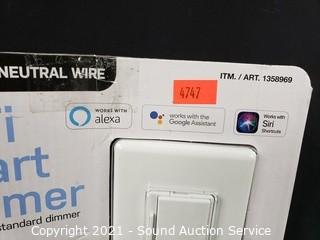 NEUTRAL WIRE
ITM. / ART. 1358969
4747
WORKS WITH
alexa
works with the
Google Assistant
Works with
Siri
Shortcuts
art
mer
standard dimmer
Copyright 2021 - Sound Auction Service